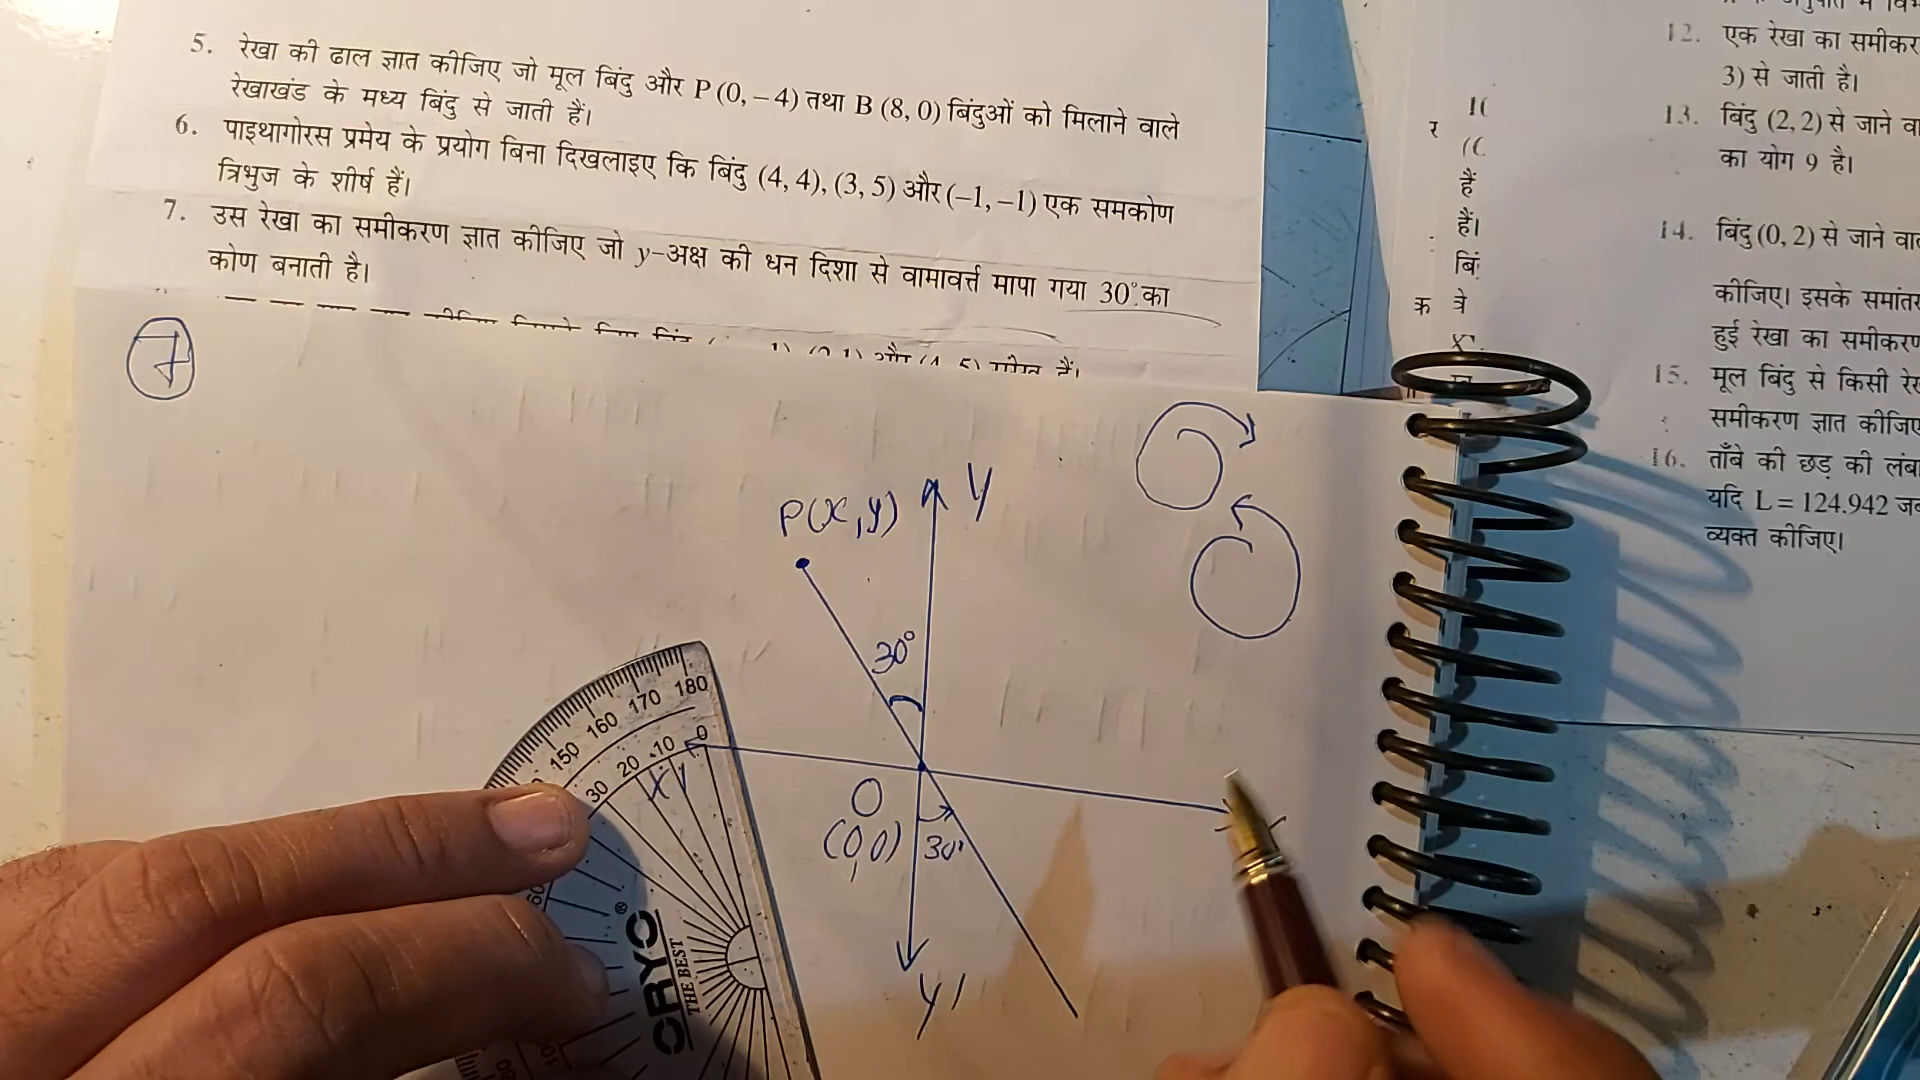 5. रेखा की ढाल ज्ञात कीजिए जो मूल बिंदु और P (0, – 4) तथा B (8, 0) बिंदुओं को मिलाने वाले
रेखाखंड के मध्य बिंदु से जाती हैं।
6. पाइथागोरस प्रमेय के प्रयोग बिना दिखलाइए कि बिंदु (4, 4), (3, 5) और (–1, –1) एक समकोण
त्रिभुज के शीर्ष हैं।
7. उस रेखा का समीकरण ज्ञात कीजिए जो y-अक्ष की धन दिशा से वामावर्त्त मापा गया 30° का
कोण बनाती है।
7
P(x,y)
Y
30°
O
(0,0)
30°
Y'
X'
180
170
160
150
0
10
20
30
ORYC
THE BEST
12. एक रेखा का समीकर
3) से जाती है।
13. बिंदु (2, 2) से जाने वा
का योग 9 है।
14. बिंदु (0, 2) से जाने वाल
कीजिए। इसके समांतर
हुई रेखा का समीकरण
15. मूल बिंदु से किसी रे
समीकरण ज्ञात कीजिए
16. ताँबे की छड़ की लंबा
यदि L = 124.942 जब
व्यक्त कीजिए।